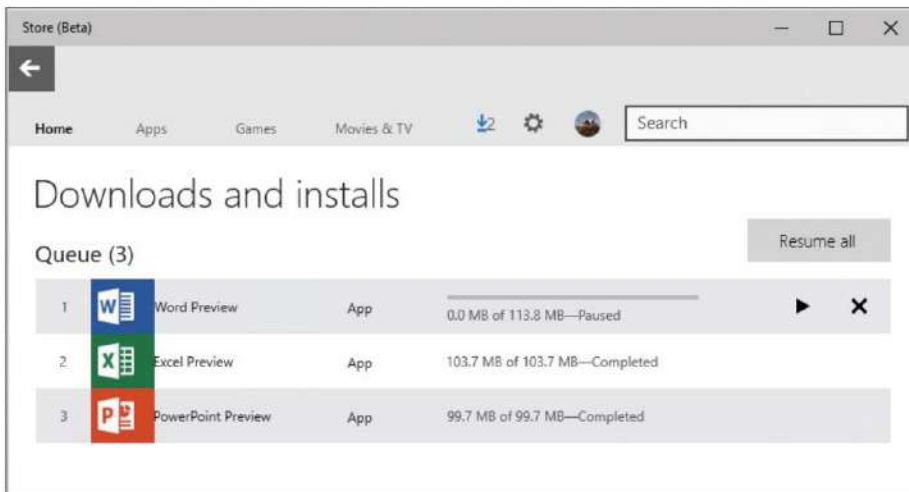 Store (Beta)
Home Apps Games Movies & TV 2 Search
Downloads and installs
Resume all
Queue (3)
1 W Word Preview App 0.0 MB of 113.8 MB—Paused
2 X Excel Preview App 103.7 MB of 103.7 MB—Completed
3 P PowerPoint Preview App 99.7 MB of 99.7 MB—Completed